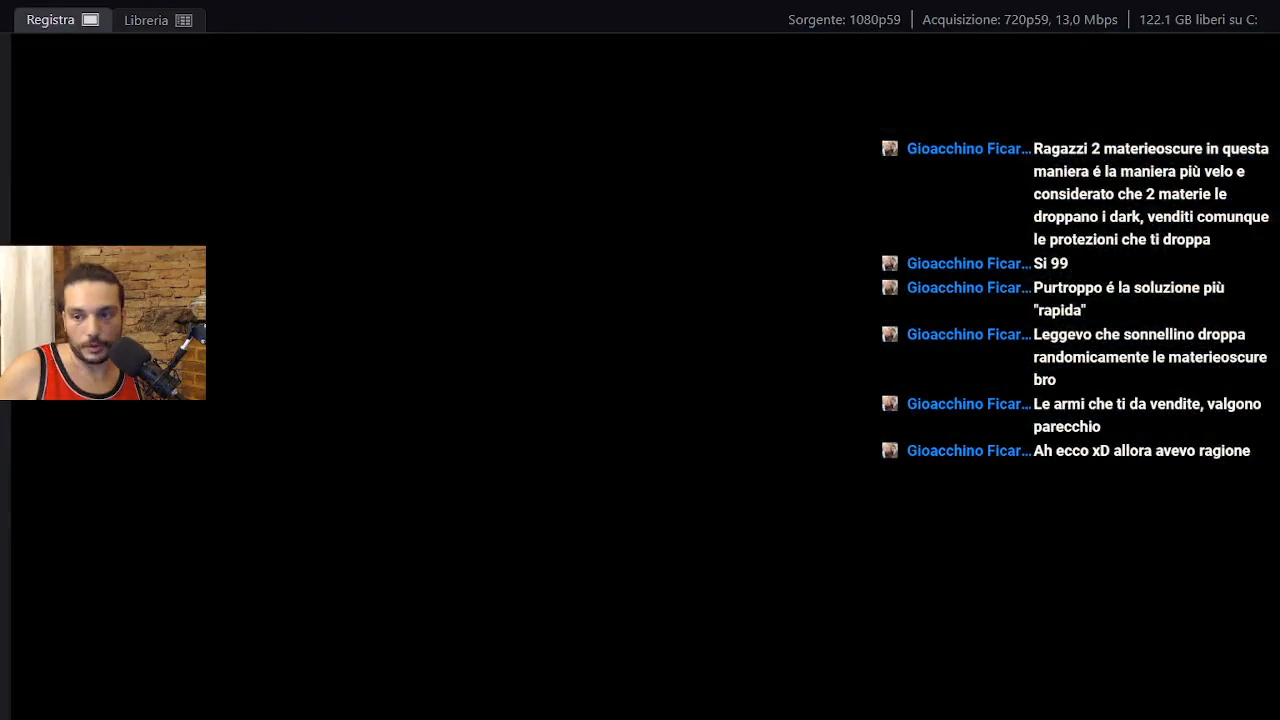 Registra
Libreria
Sorgente: 1080p59
Acquisizione: 720p59, 13,0 Mbps
122.1 GB liberi su C:
Gioacchino Ficar… Ragazzi 2 materieoscure in questa
maniera é la maniera più velo e
considerato che 2 materie le
droppano i dark, venditi comunque
le protezioni che ti droppa
Gioacchino Ficar… Si 99
Gioacchino Ficar… Purtroppo é la soluzione più
"rapida"
Gioacchino Ficar… Leggevo che sonnellino droppa
randomicamente le materieoscure
bro
Gioacchino Ficar… Le armi che ti da vendite, valgono
parecchio
Gioacchino Ficar… Ah ecco xD allora avevo ragione